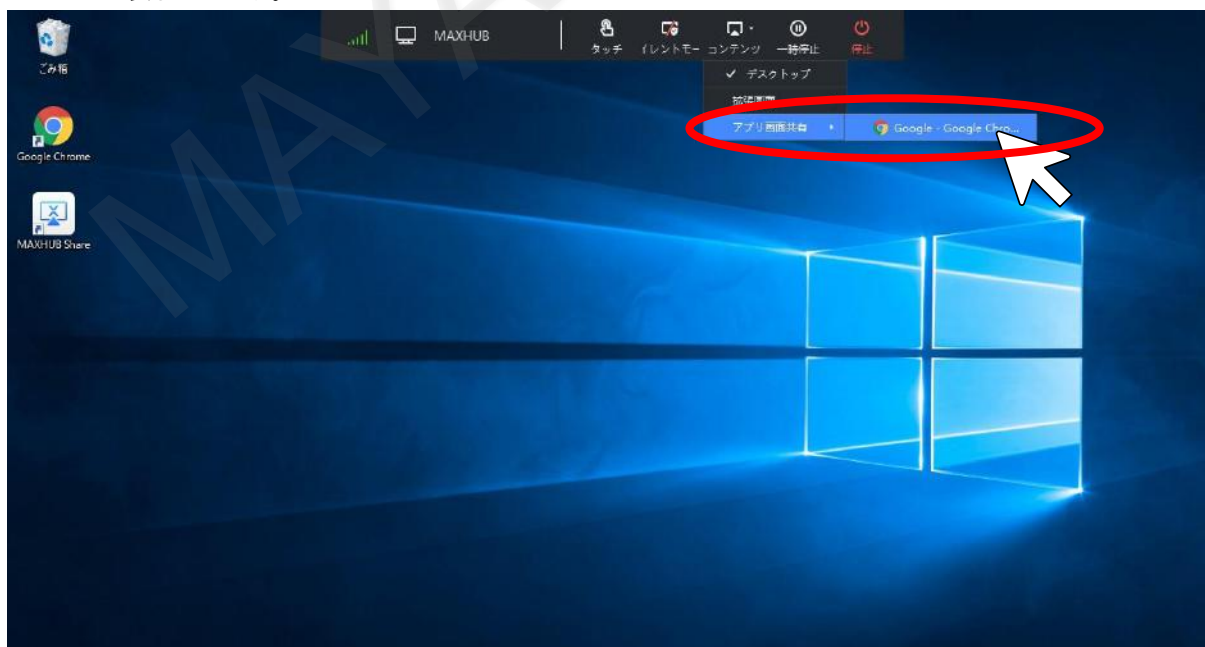 MAXHUB
タッチ
イレントモー
コンテンツ
一時停止
停止
✓ デスクトップ
拡張画面
アプリ画面共有
Google - Google Chro...
ごみ箱
Google Chrome
MAXHUB Share